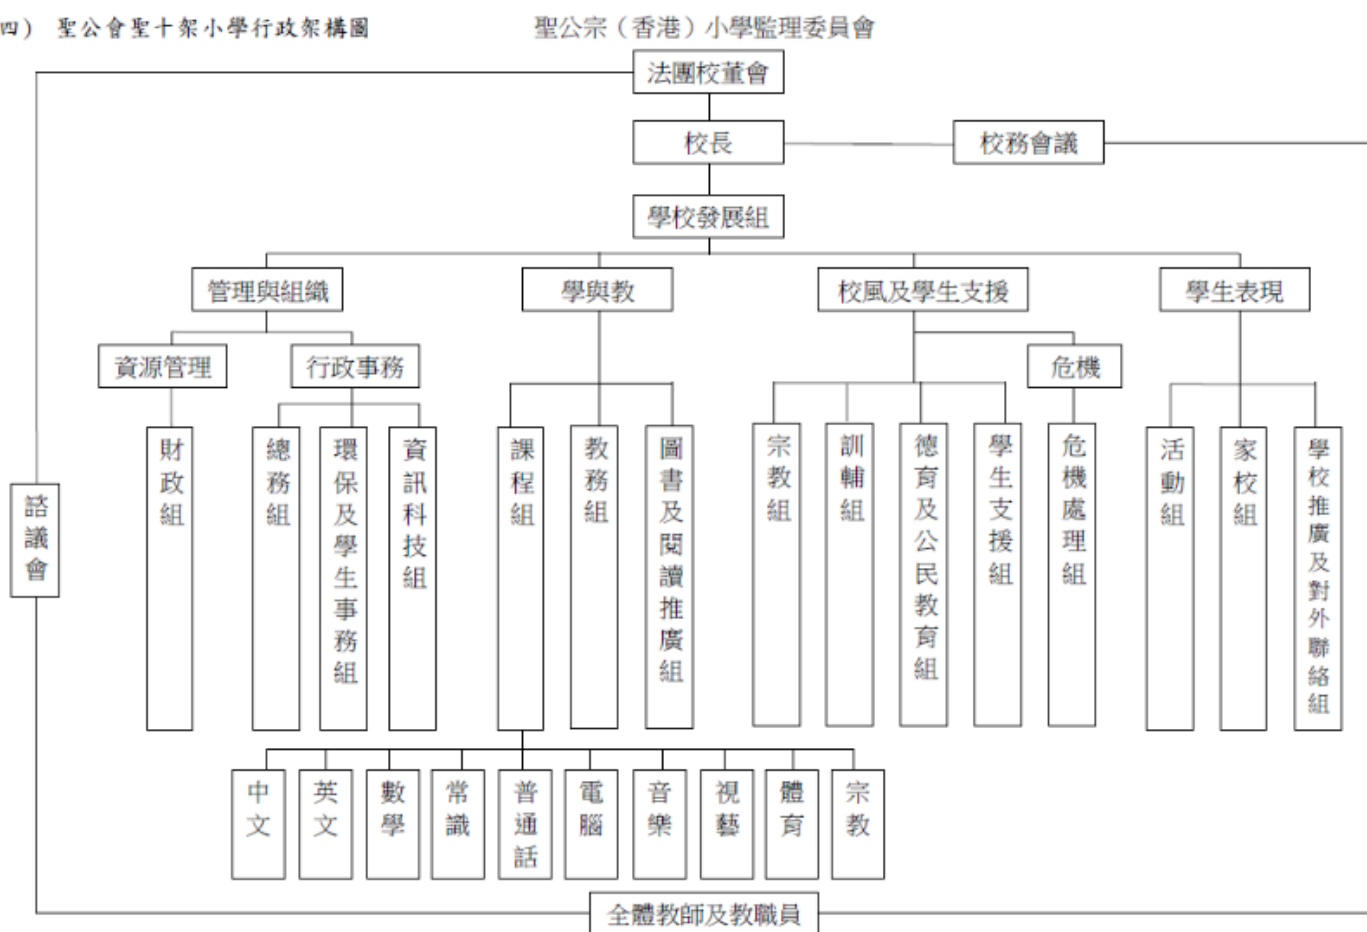 四） 聖公會聖十架小學行政架構圖
聖公宗（香港）小學監理委員會
法團校董會
校長
校務會議
學校發展組
管理與組織
學與教
校風及學生支援
學生表現
資源管理
行政事務
危機
財政組
總務組
環保及學生事務組
資訊科技組
課程組
教務組
圖書及閱讀推廣組
宗教組
訓輔組
德育及公民教育組
學生支援組
危機處理組
活動組
家校組
學校推廣及對外聯絡組
諮議會
中文
英文
數學
常識
普通話
電腦
音樂
視藝
體育
宗教
全體教師及教職員